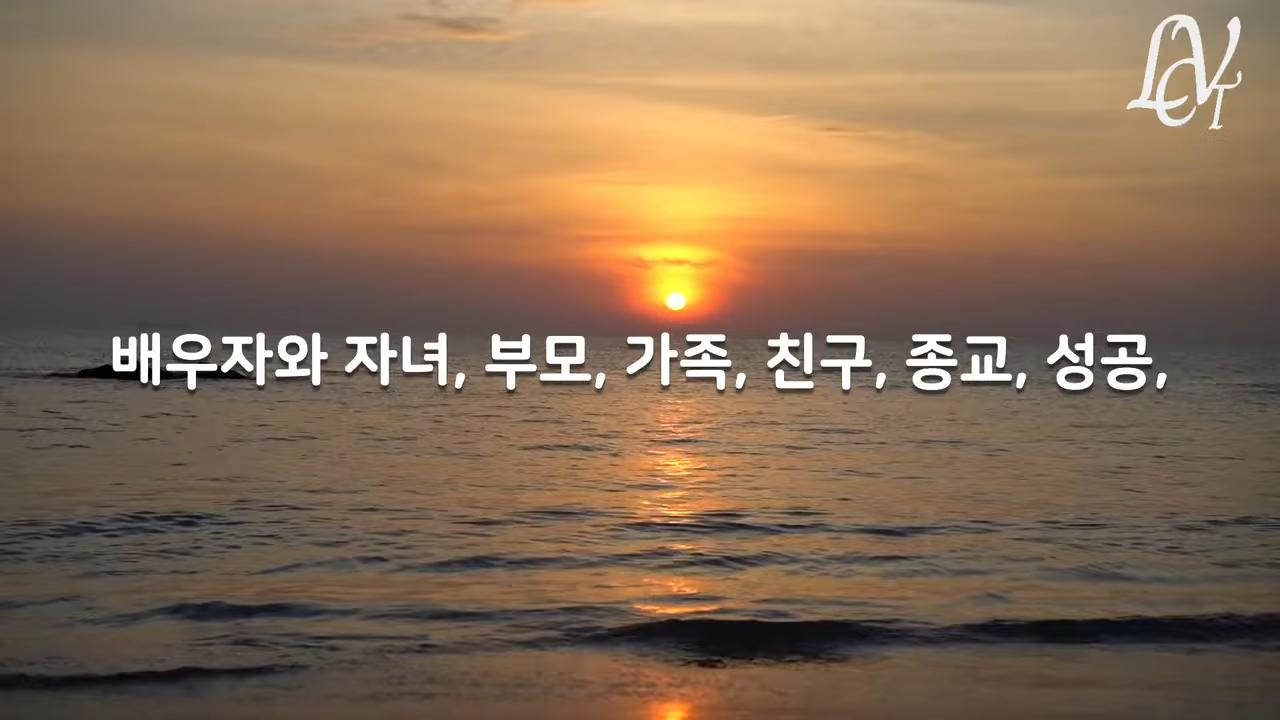 배우자와 자녀, 부모, 가족, 친구, 종교, 성공,